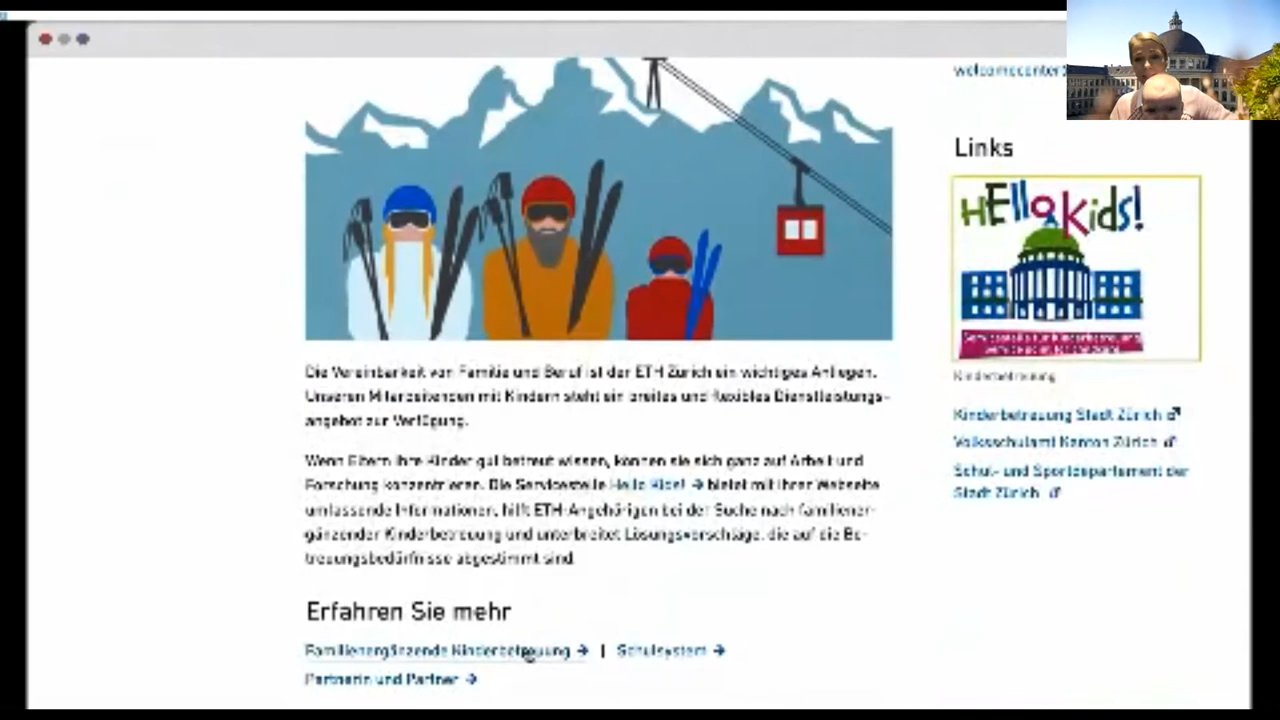 welcomecenter
Links
HEllo Kids!
Kinderbetreuung
Kinderbetreuung Stadt Zürich
Volksschulamt Kanton Zürich
Schul- und Sportdepartement der
Stadt Zürich
Die Vereinbarkeit von Familie und Beruf ist der ETH Zürich ein wichtiges Anliegen.
Unseren Mitarbeitenden mit Kindern steht ein breites und flexibles Dienstleistungs-
angebot zur Verfügung.
Wenn Eltern ihre Kinder gut betreut wissen, können sie sich ganz auf Arbeit und
Forschung konzentrieren. Die Servicestelle Hello Kids! → bietet mit ihrer Webseite
umfassende Informationen, hilft ETH-Angehörigen bei der Suche nach familiener-
gänzender Kinderbetreuung und unterbreitet Lösungsvorschläge, die auf die Be-
treuungsbedürfnisse abgestimmt sind.
Erfahren Sie mehr
Familienergänzende Kinderbetreuung → | Schulsystem →
Partnerin und Partner →